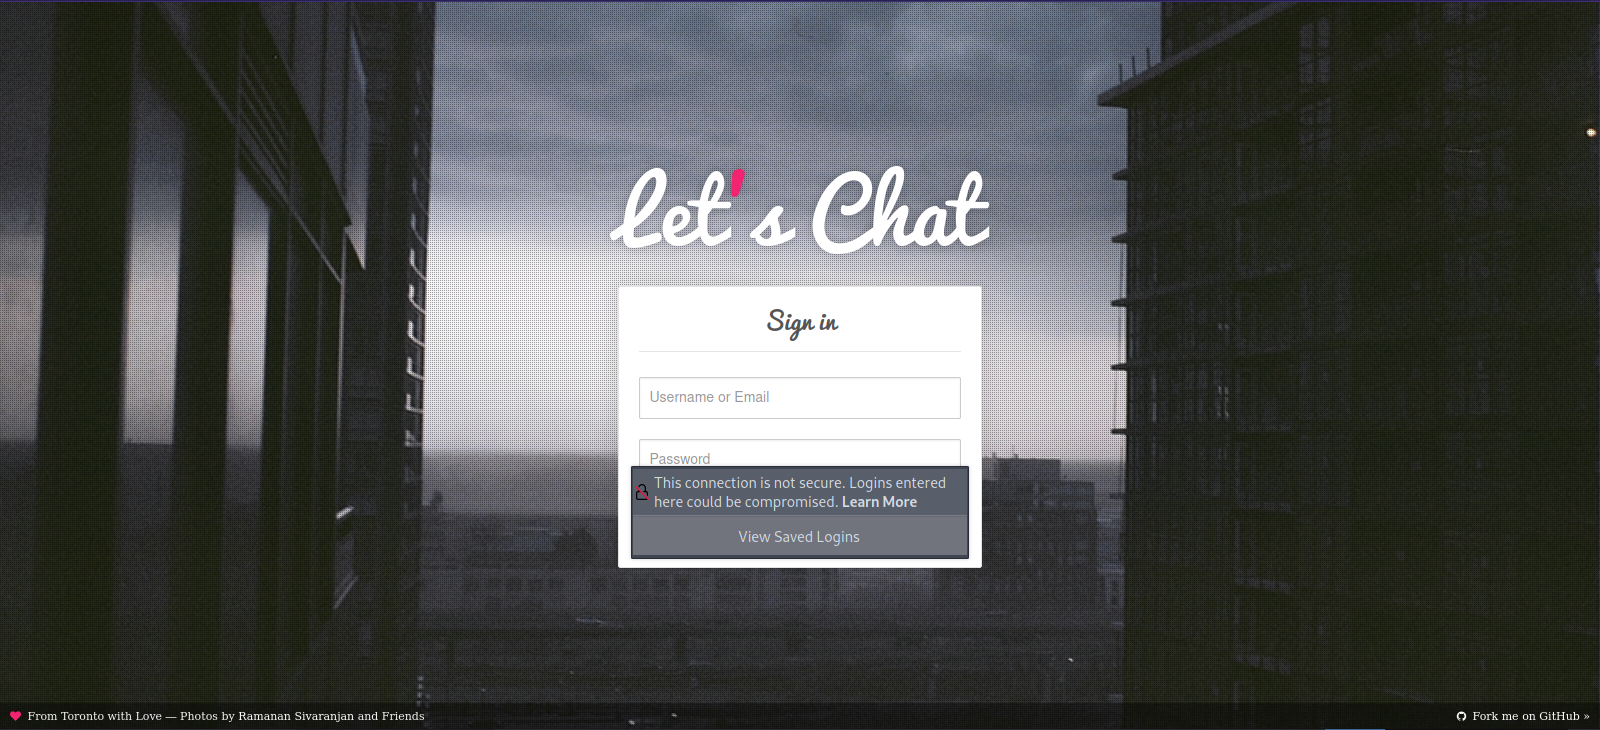 Let's Chat
Sign in
Username or Email
Password
This connection is not secure. Logins entered
here could be compromised. Learn More
View Saved Logins
From Toronto with Love — Photos by Ramanan Sivaranjan and Friends
Fork me on GitHub »